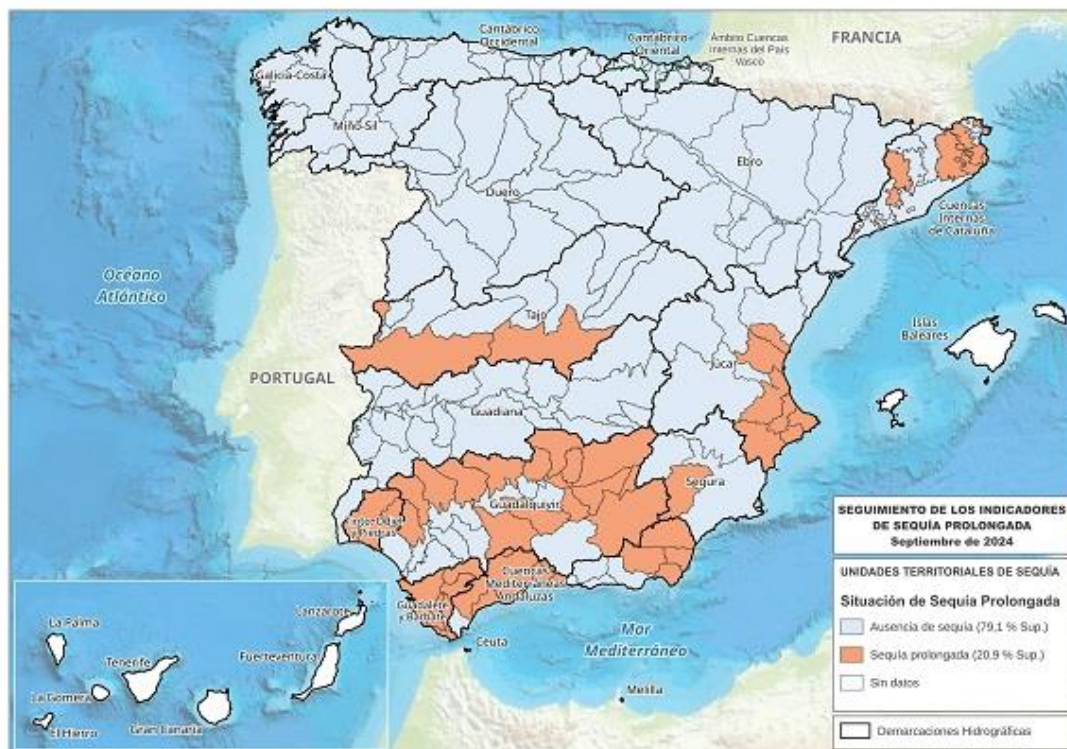 Cantábrico
Occidental
Cantábrico
Oriental
Ámbito Cuencas
Internas del País
Vasco
FRANCIA
Galicia-Costa
Miño-Sil
Ebro
Duero
Cuencas
Internas
de Cataluña
Océano
Atlántico
Tajo
Islas
Baleares
PORTUGAL
Júcar
Guadiana
Segura
Guadalquivir
Tinto-Odiel
y Piedras
Cuencas
Mediterráneas
Andaluzas
Guadalete
y Barbate
Ceuta
Mar
Mediterráneo
Melilla
La Palma
Lanzarote
Tenerife
Fuerteventura
La Gomera
El Hierro
Gran Canaria
SEGUIMIENTO DE LOS INDICADORES
DE SEQUÍA PROLONGADA
Septiembre de 2024
UNIDADES TERRITORIALES DE SEQUÍA
Situación de Sequía Prolongada
Ausencia de sequía (79,1 % Sup.)
Sequía prolongada (20,9 % Sup.)
Sin datos
Demarcaciones Hidrográficas